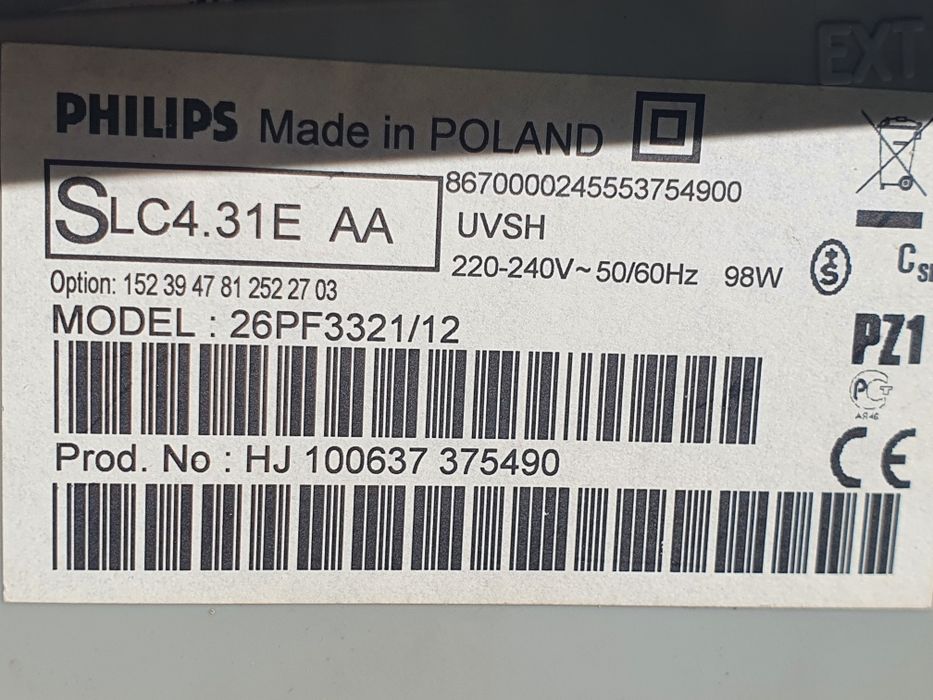 EXT
PHILIPS Made in POLAND
SLC4.31E AA
8670000245553754900
UVSH
220-240V~50/60Hz 98W
Option: 152 39 47 81 252 27 03
MODEL : 26PF3321/12
PZ1
Prod. No : HJ 100637 375490
CE